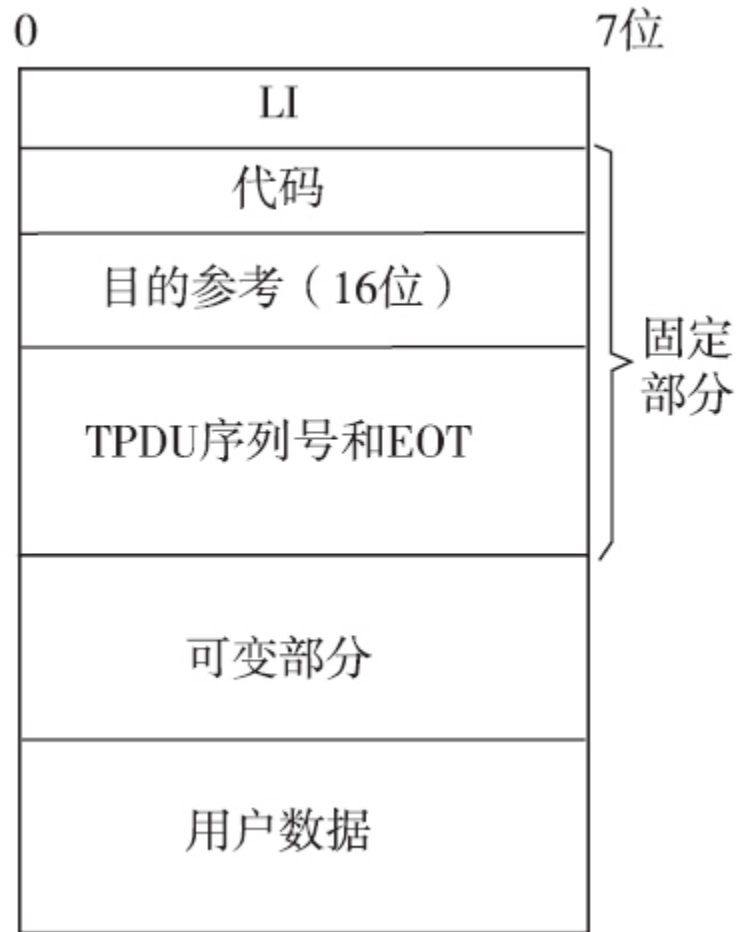 0 7位
LI
代码
目的参考（16位）
固定
部分
TPDU序列号和EOT
可变部分
用户数据